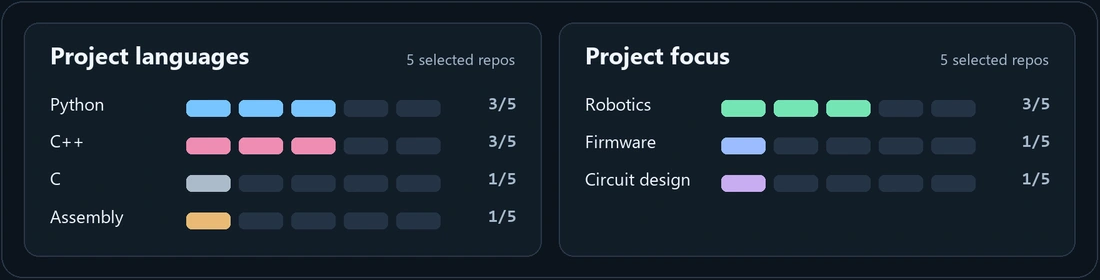 Project languages 5 selected repos
Python 3/5
C++ 3/5
C 1/5
Assembly 1/5
Project focus 5 selected repos
Robotics 3/5
Firmware 1/5
Circuit design 1/5